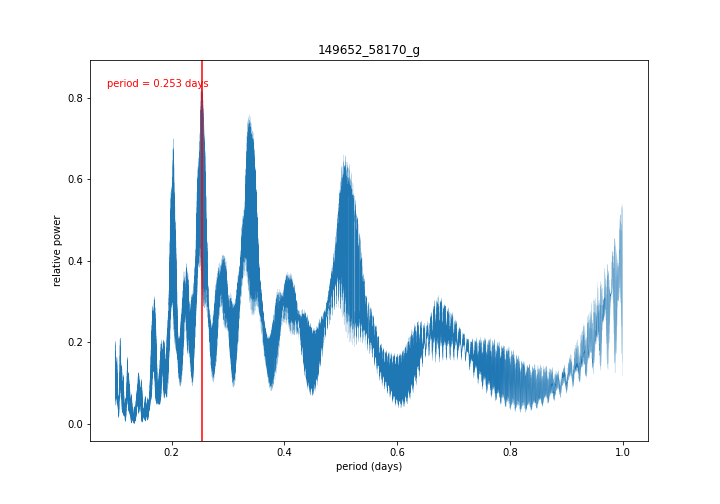 149652_58170_g
period = 0.253 days
relative power
0.8
0.6
0.4
0.2
0.0
0.2 0.4 0.6 0.8 1.0
period (days)